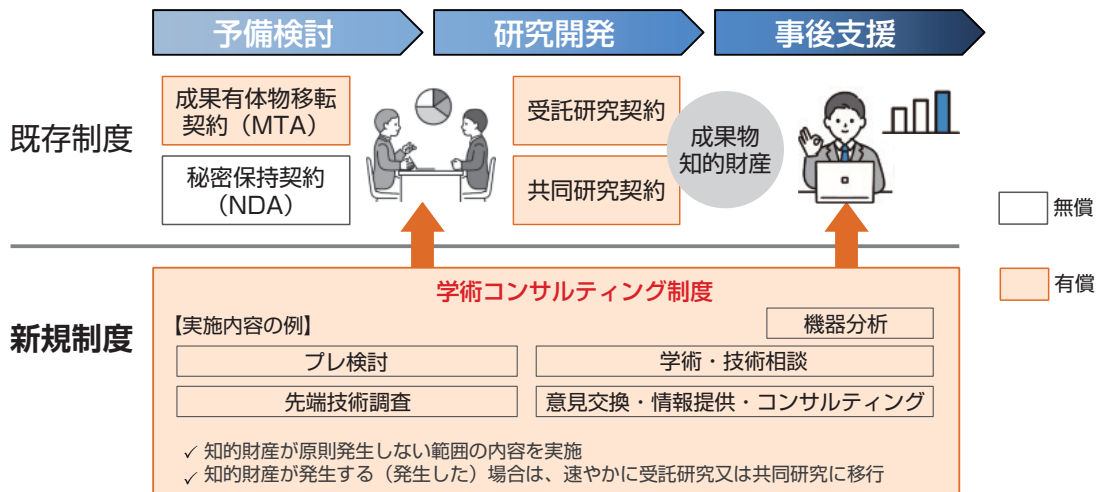 予備検討
研究開発
事後支援
既存制度
成果有体物移転
契約（MTA）
秘密保持契約
（NDA）
受託研究契約
共同研究契約
成果物
知的財産
無償
有償
新規制度
学術コンサルティング制度
【実施内容の例】
機器分析
プレ検討
学術・技術相談
先端技術調査
意見交換・情報提供・コンサルティング
✓ 知的財産が原則発生しない範囲の内容を実施
✓ 知的財産が発生する（発生した）場合は、速やかに受託研究又は共同研究に移行